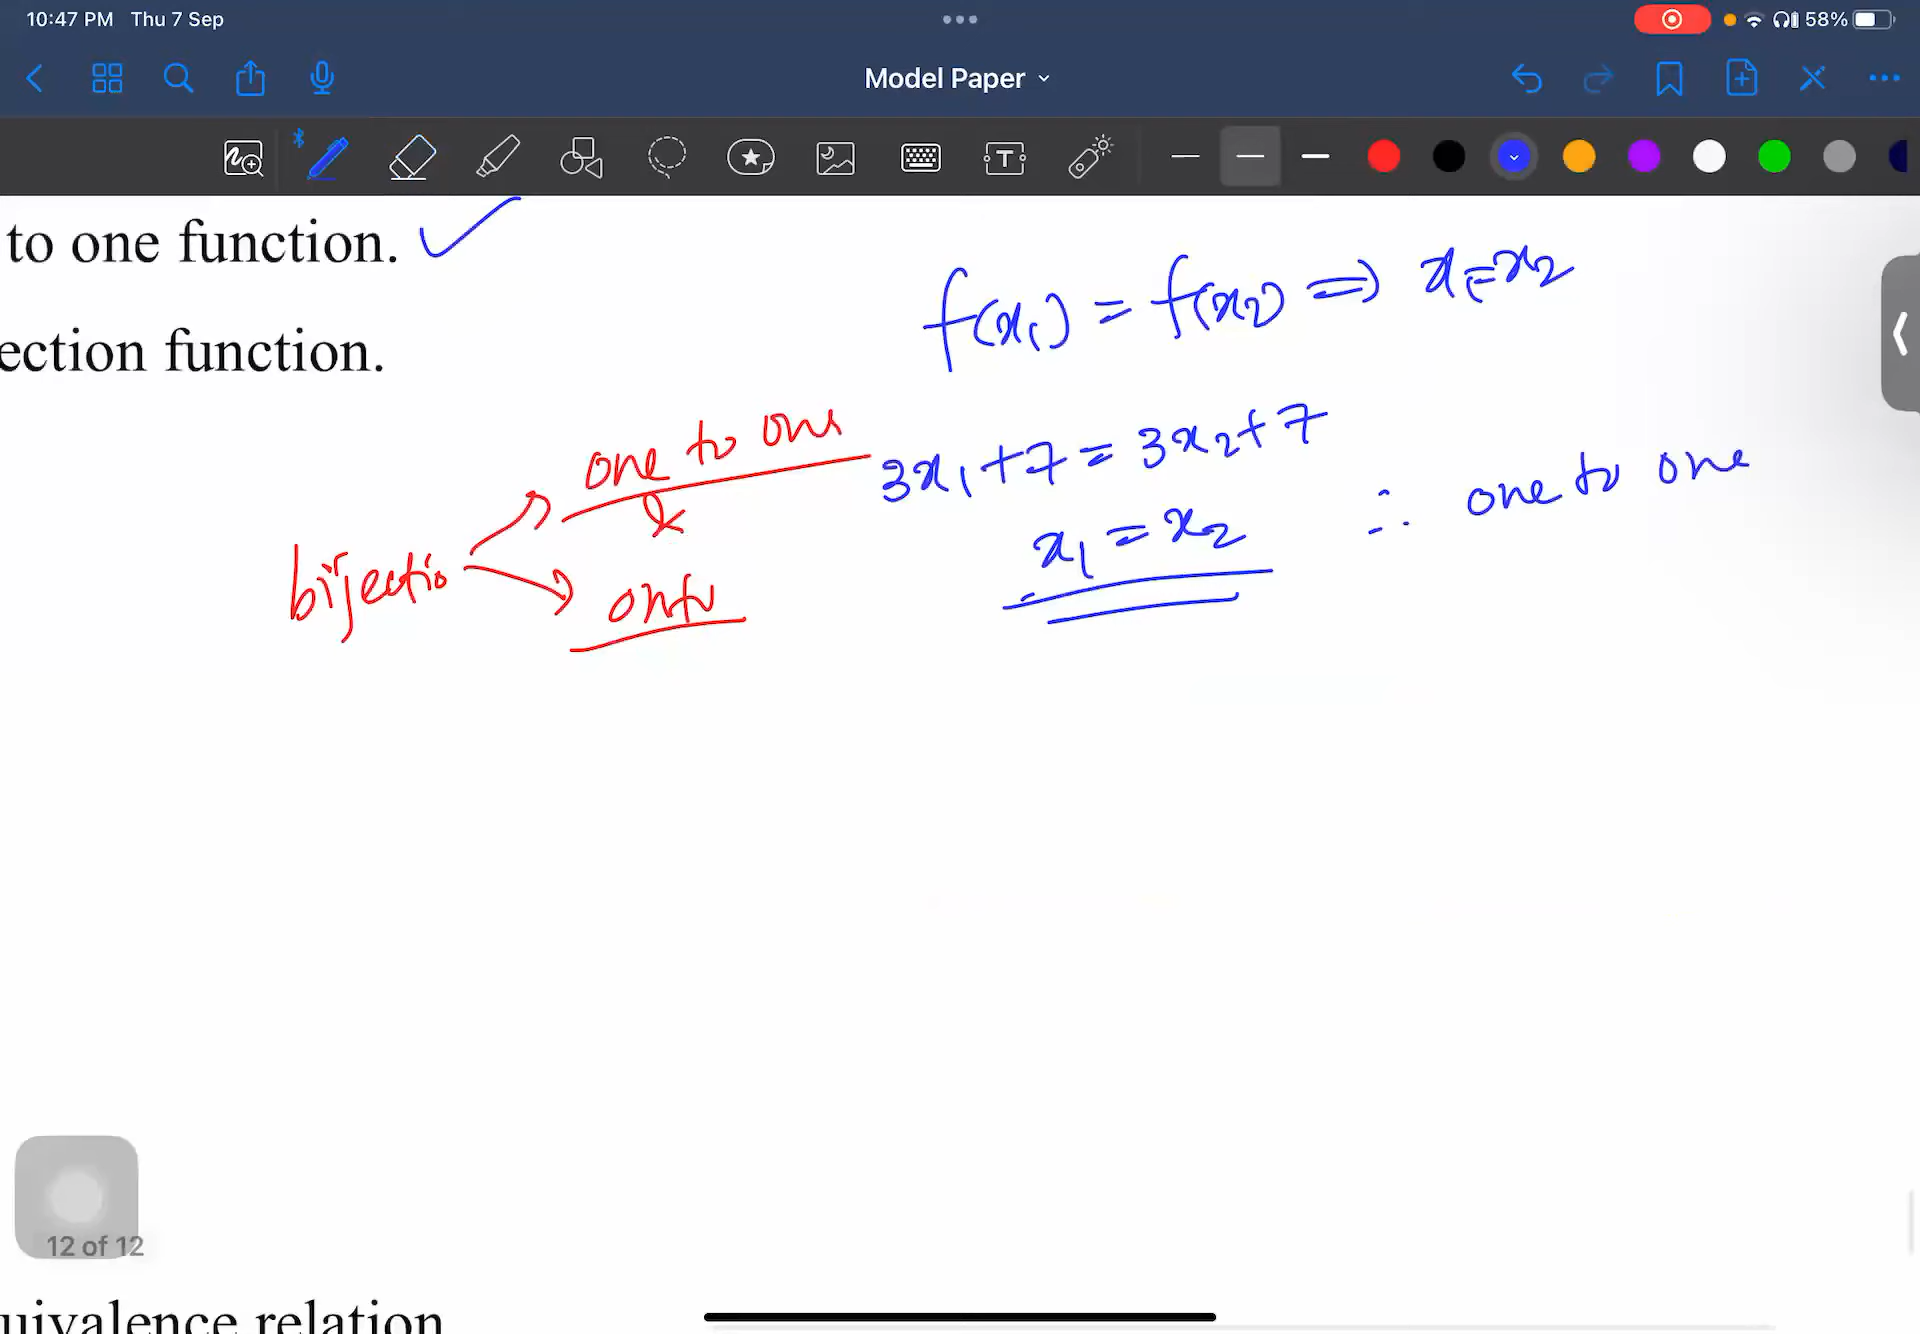 10:47 PM Thu 7 Sep
58%
Model Paper
T
to one function.
f(x₁) = f(x₂) ⇒ x₁=x₂
ection function.
one to one
&
bijectio
onto
3x₁+7 = 3x₂+7
x₁ = x₂
∴ one to one
12 of 12
uivalence relation